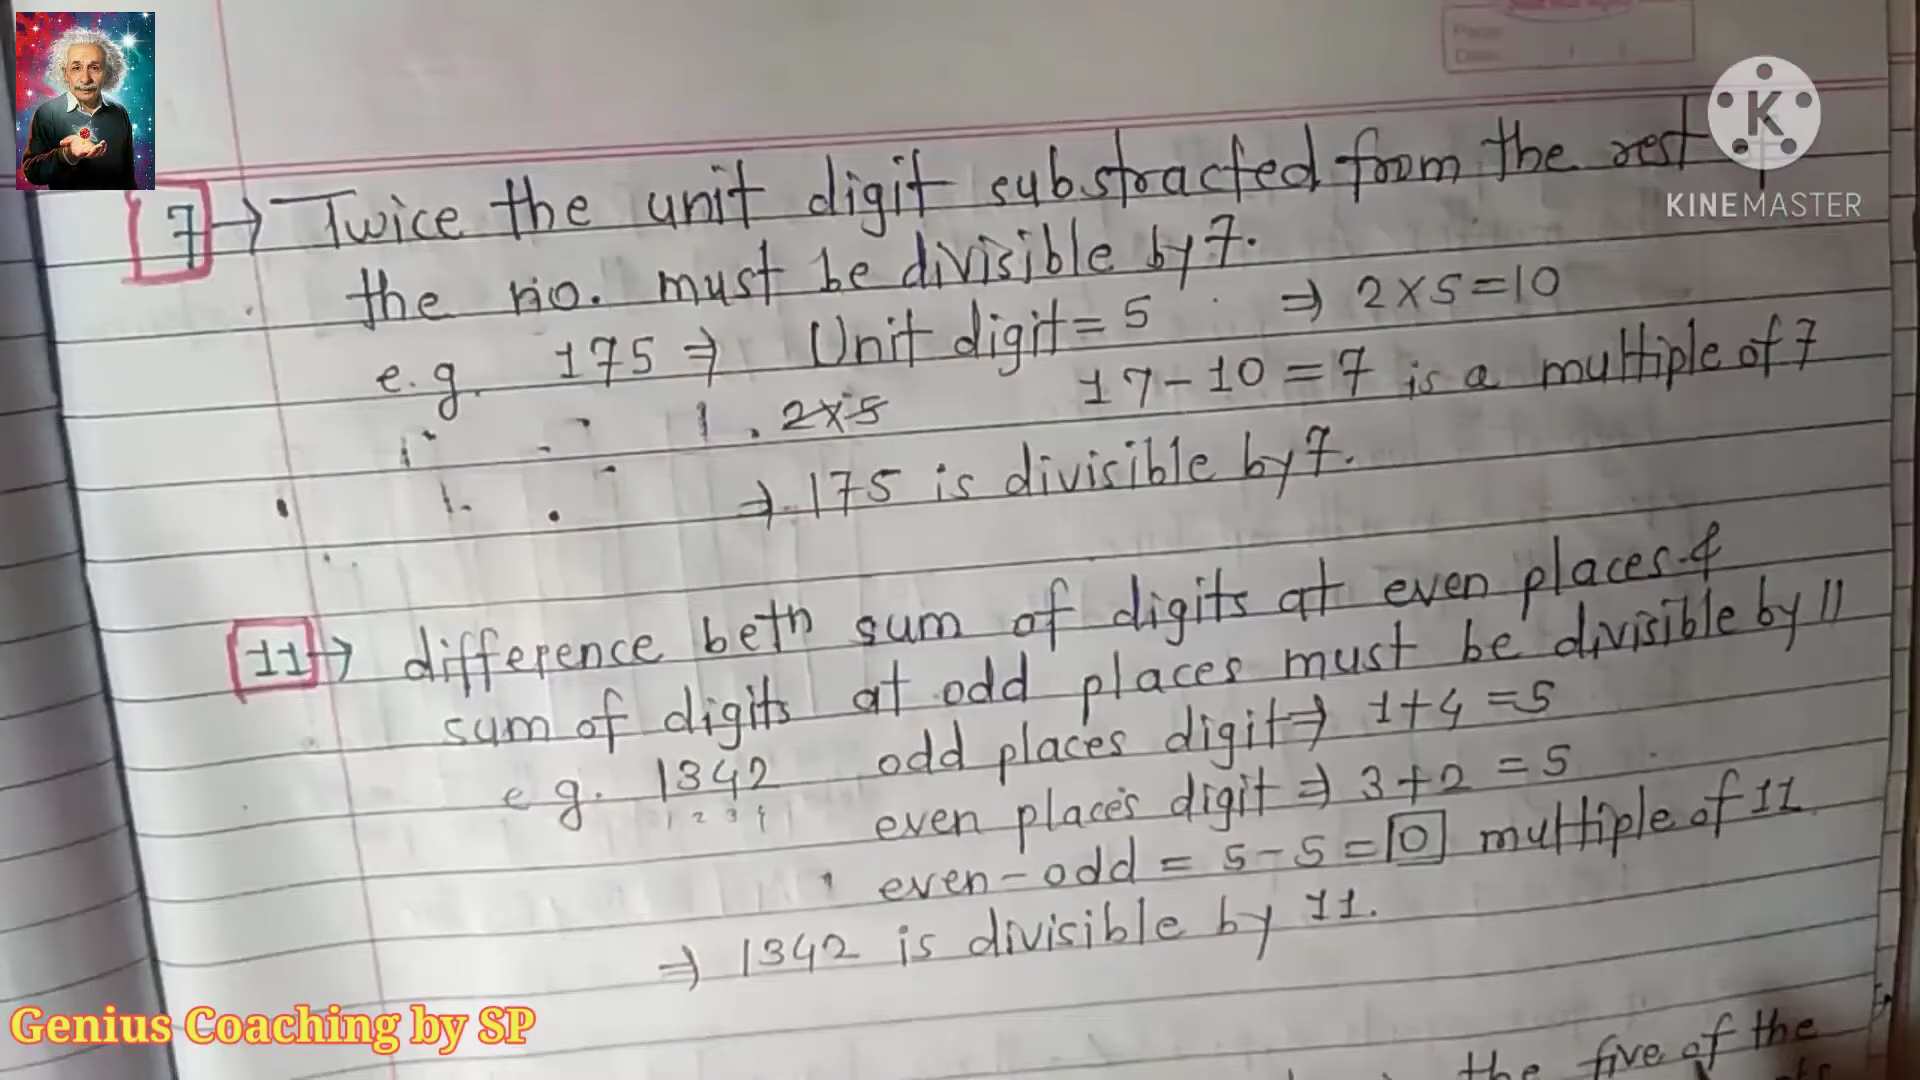 KINEMASTER
7 → Twice the unit digit substracted from the rest
the no. must be divisible by 7.
e.g. 175 ⇒ Unit digit = 5 ⇒ 2×5=10
17-10=7 is a multiple of 7
2×5
⇒ 175 is divisible by 7.
11 → difference betn sum of digits at even places &
sum of digits at odd places must be divisible by 11
e.g. 1342 odd places digit ⇒ 1+4=5
1 2 3 4
even places digit ⇒ 3+2=5
even-odd = 5-5=0 multiple of 11
⇒ 1342 is divisible by 11.
the five of the
Genius Coaching by SP